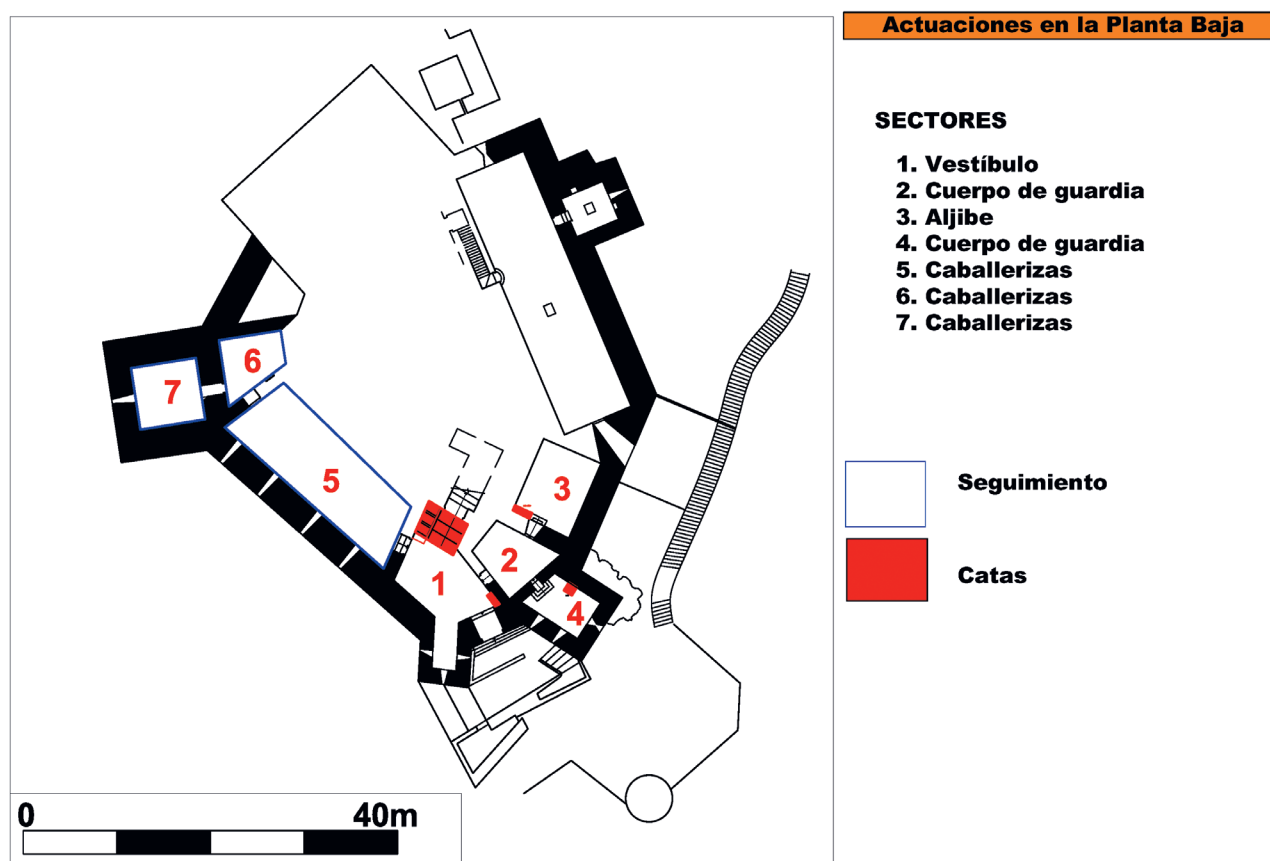 Actuaciones en la Planta Baja
SECTORES
1. Vestíbulo
2. Cuerpo de guardia
3. Aljibe
4. Cuerpo de guardia
5. Caballerizas
6. Caballerizas
7. Caballerizas
Seguimiento
Catas
6
7
5
3
2
1
4
0 40m